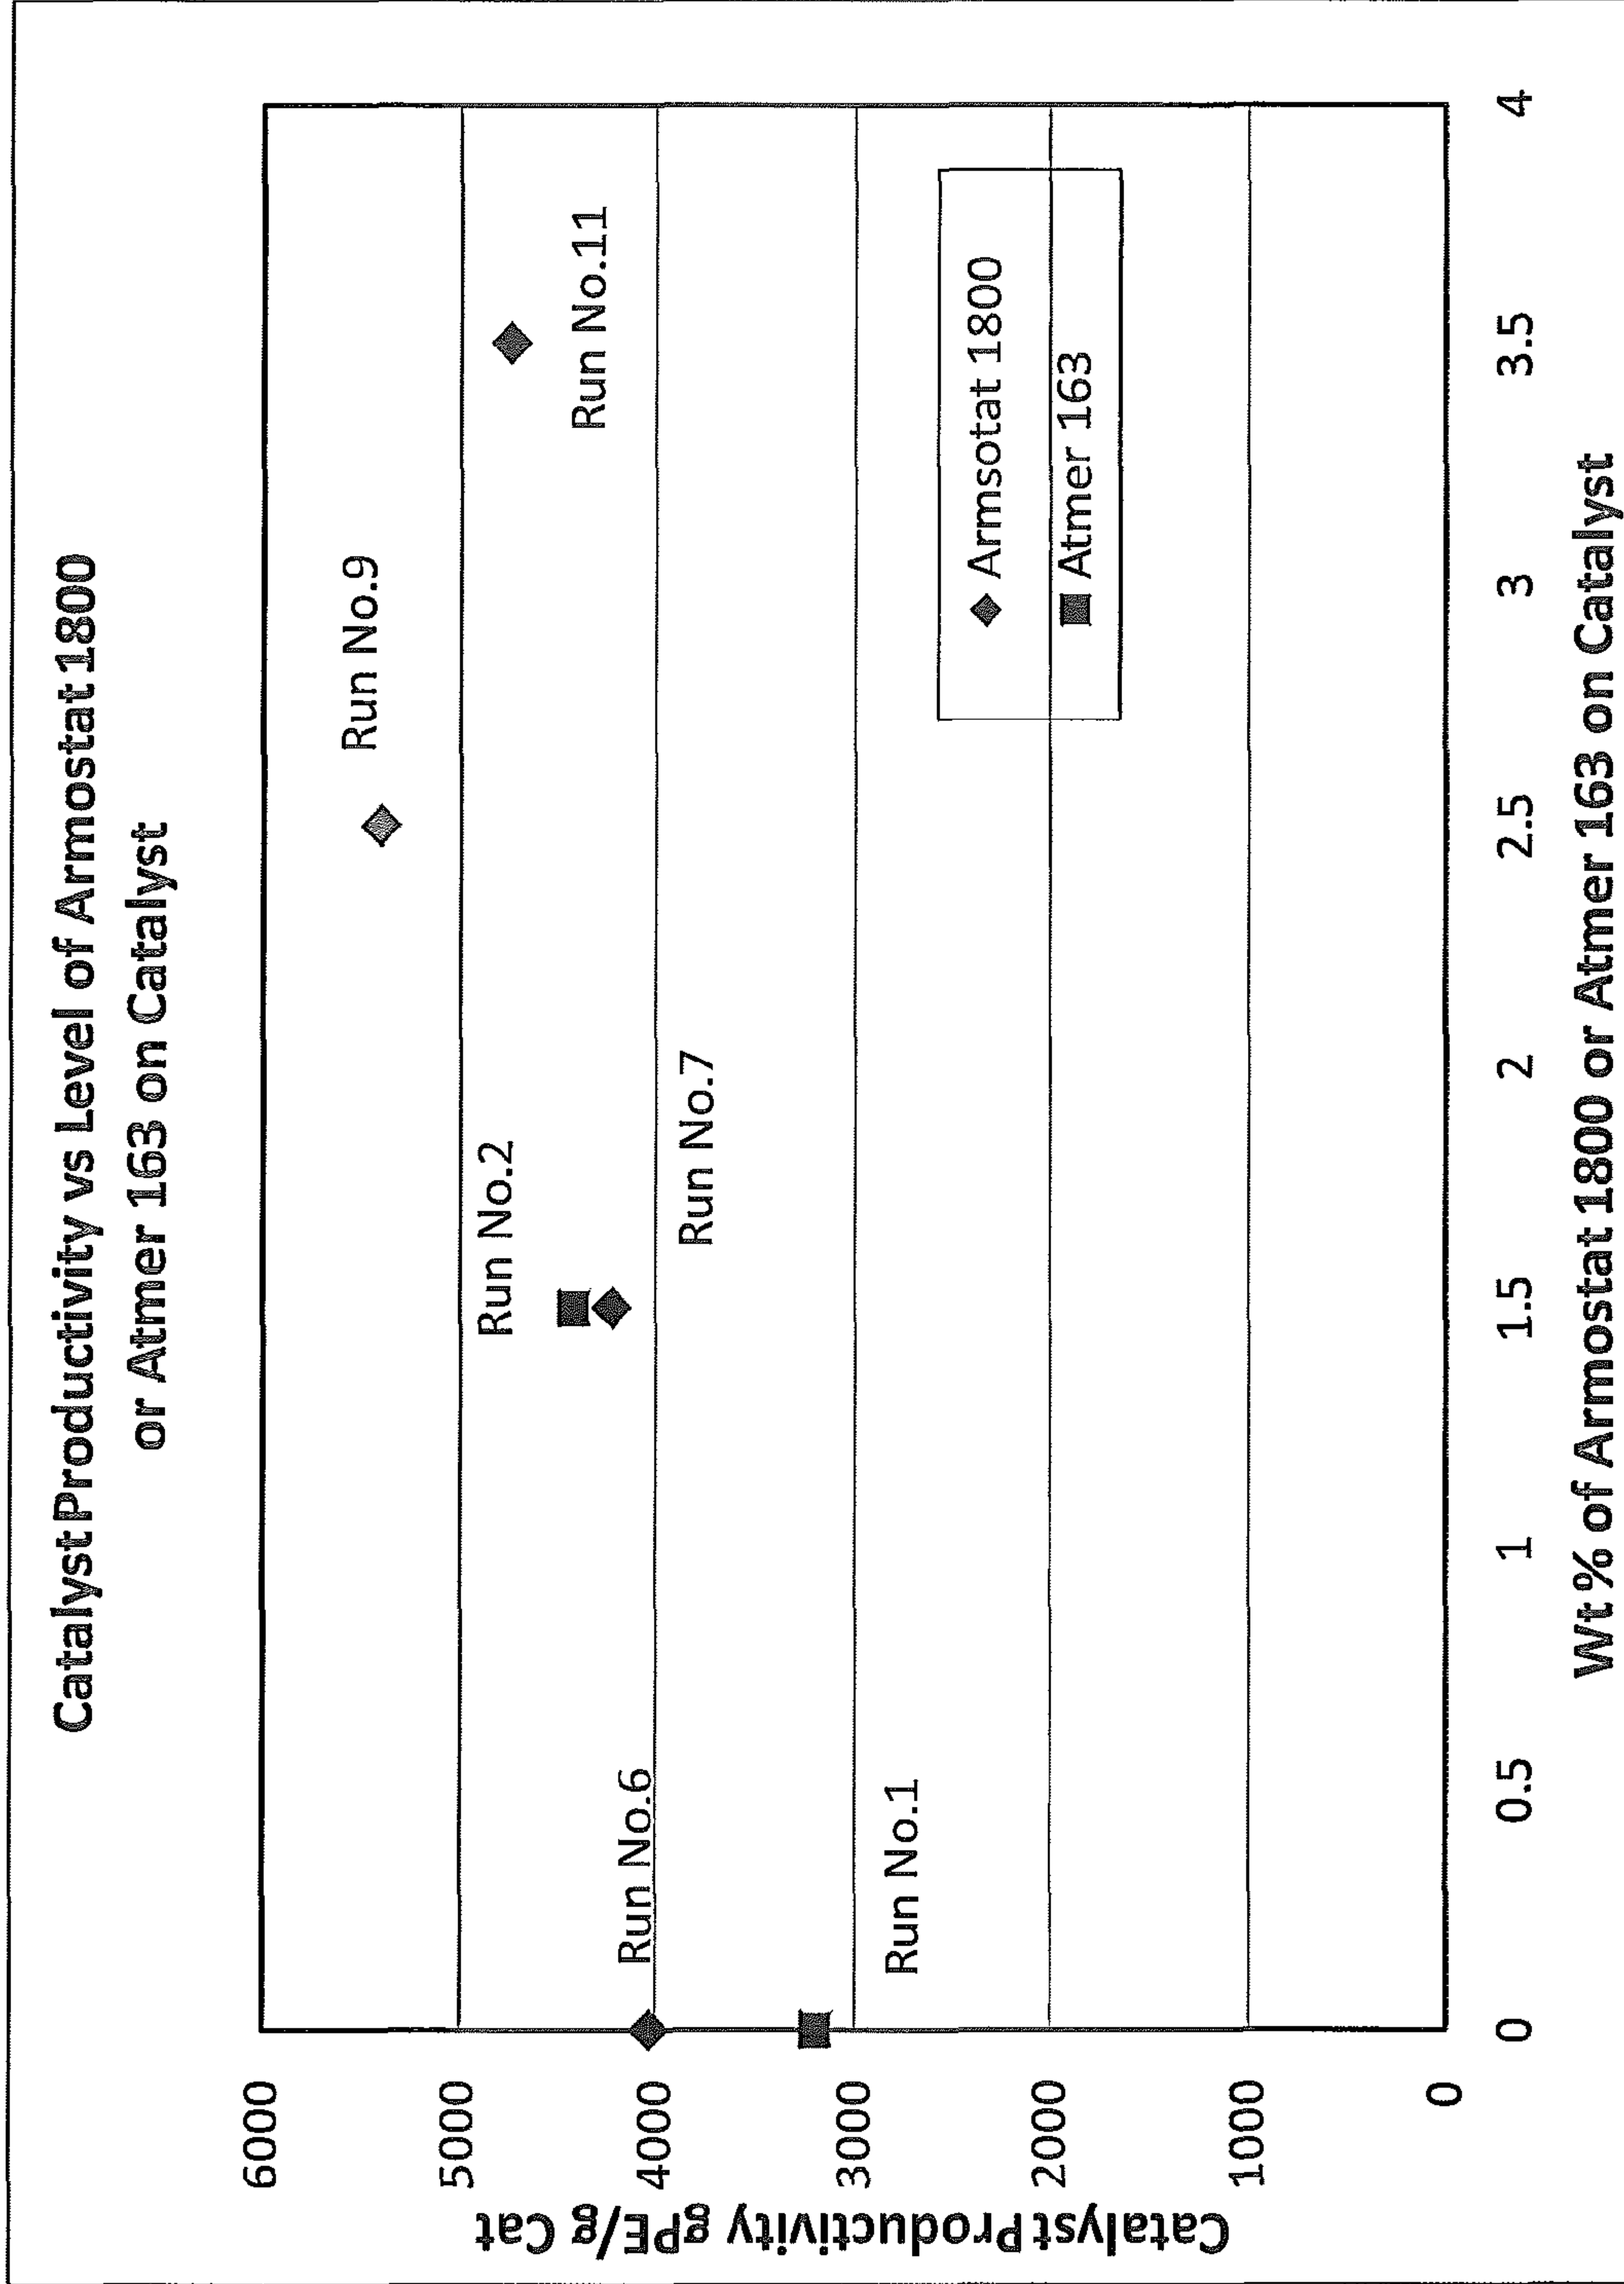 Catalyst Productivity vs Level of Armostat 1800
or Atmer 163 on Catalyst
Catalyst Productivity gPE/g Cat
6000
5000
4000
3000
2000
1000
0
Run No.9
Run No.11
Run No.2
Run No.7
Run No.6
Run No.1
Armsotat 1800
Atmer 163
0 0.5 1 1.5 2 2.5 3 3.5 4
Wt % of Armostat 1800 or Atmer 163 on Catalyst